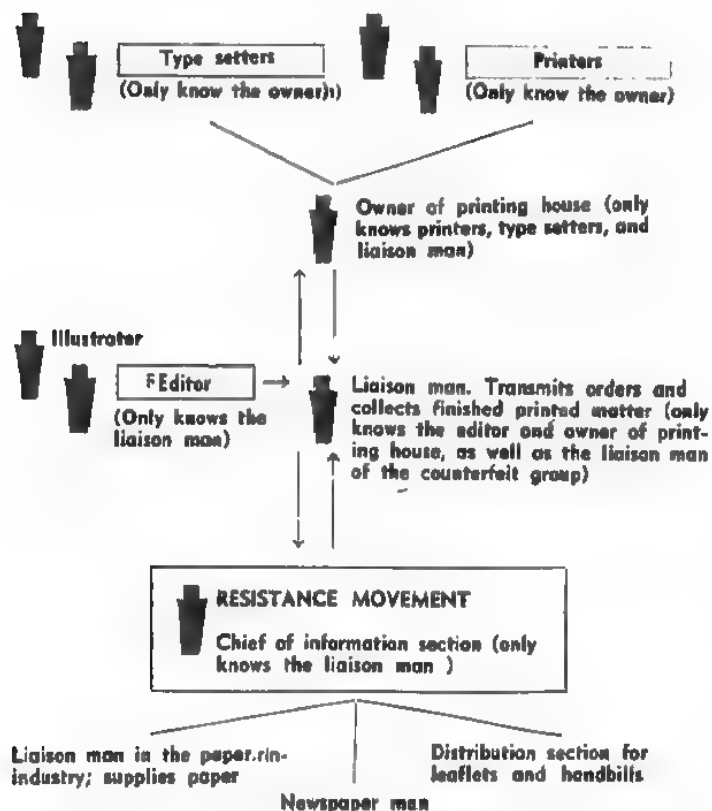 Type setters
(Only know the owner)ı)
Printers
(Only know the owner)
Owner of printing house (only
knows printers, type setters, and
liaison man)
Illustrater
FEditor
(Only knows the
liaison man)
Liaison man. Transmits orders and
collects finished printed matter (only
knows the editor and owner of print-
ing house, as well as the liaison man
of the counterfeit group)
RESISTANCE MOVEMENT
Chief of information section (only
knows the liaison man )
Liaison man in the paper.rin-
industry; supplies paper
Newspaper man
Distribution section for
leaflets and handbills